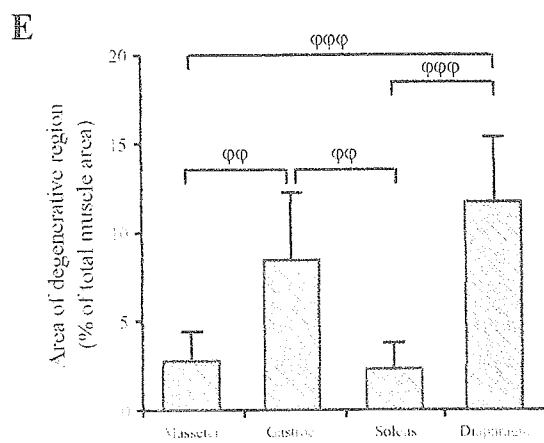 E
20
φφφ
φφφ
15
φφ
φφ
10
5
0
Area of degenerative region
(% of total muscle area)
Masseter
Gastroc
Soleus
Diaphragm